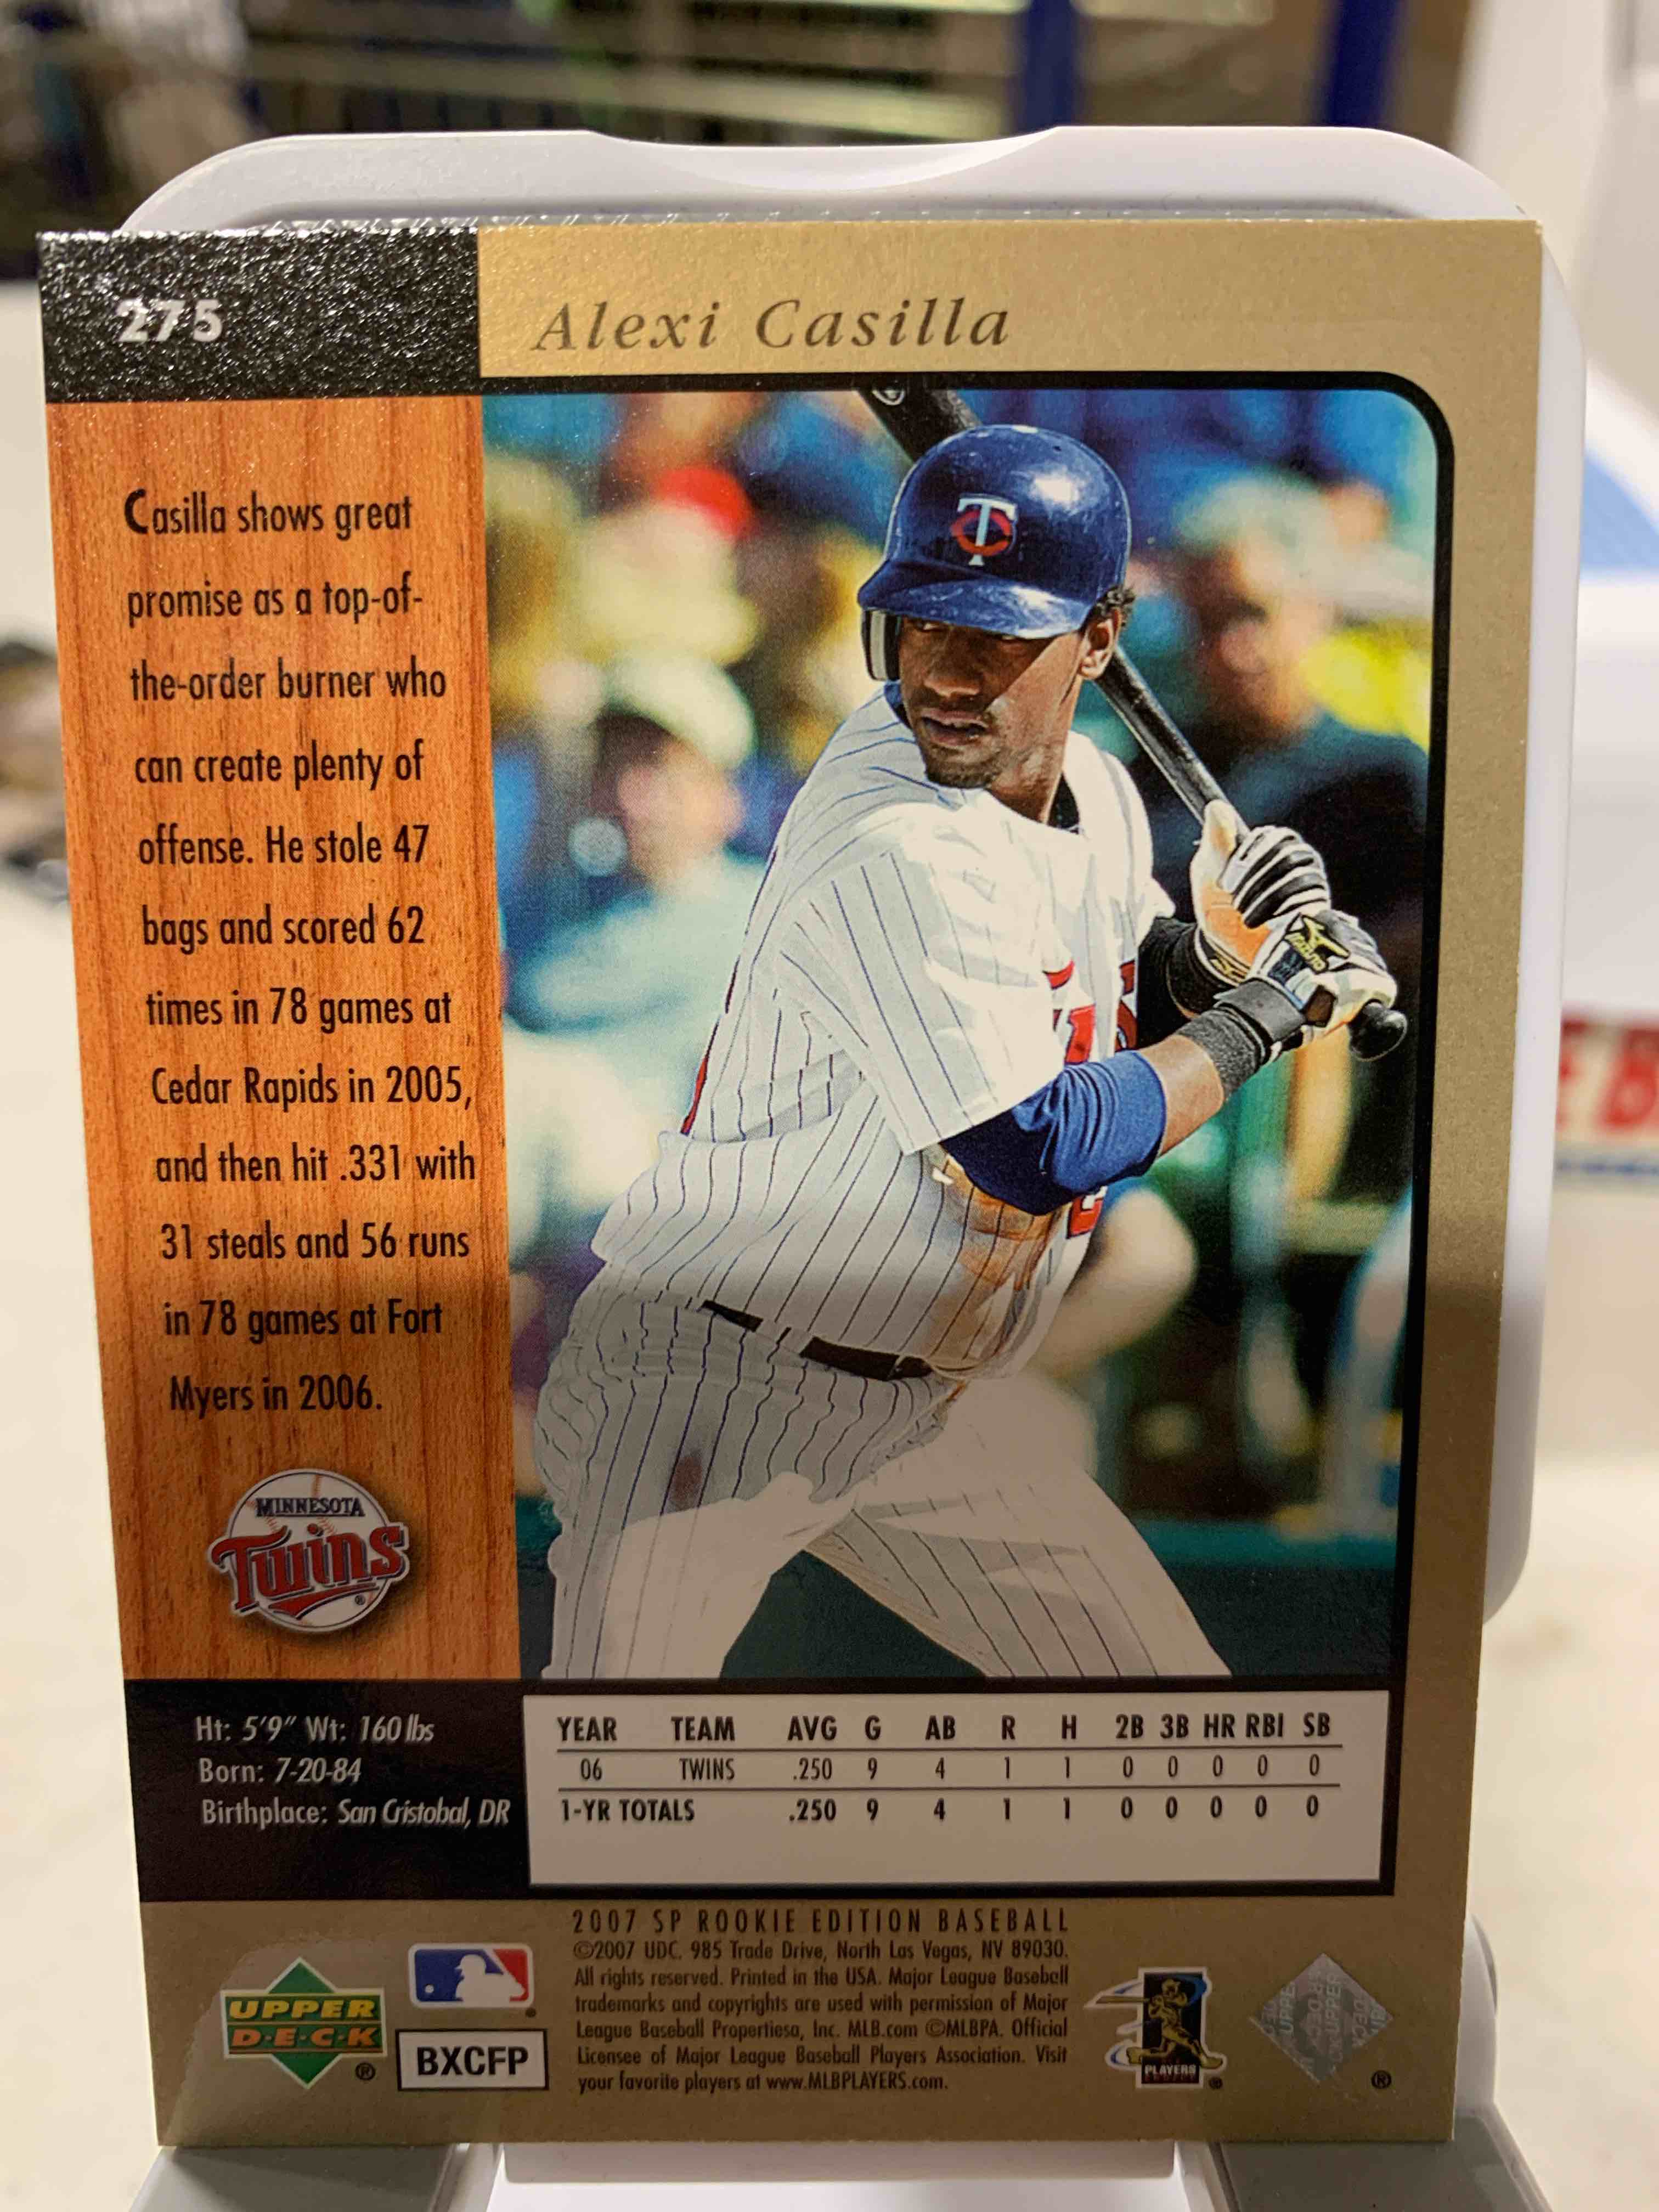 275
Alexi Casilla
Casilla shows great
promise as a top-of-
the-order burner who
can create plenty of
offense. He stole 47
bags and scored 62
times in 78 games at
Cedar Rapids in 2005,
and then hit .331 with
31 steals and 56 runs
in 78 games at Fort
Myers in 2006.
MINNESOTA
Twins
®
Ht: 5'9" Wt: 160 lbs
Born: 7-20-84
Birthplace: San Cristobal, DR
YEAR TEAM AVG G AB R H 2B 3B HR RBI SB
06 TWINS .250 9 4 1 1 0 0 0 0 0
1-YR TOTALS .250 9 4 1 1 0 0 0 0 0
2007 SP ROOKIE EDITION BASEBALL
©2007 UDC. 985 Trade Drive, North Las Vegas, NV 89030.
All rights reserved. Printed in the USA. Major League Baseball
trademarks and copyrights are used with permission of Major
League Baseball Propertiesa, Inc. MLB.com ©MLBPA. Official
Licensee of Major League Baseball Players Association. Visit
your favorite players at www.MLBPLAYERS.com.
UPPER
D·E·C·K
®
BXCFP
PLAYERS
®
TC
MIZUNO